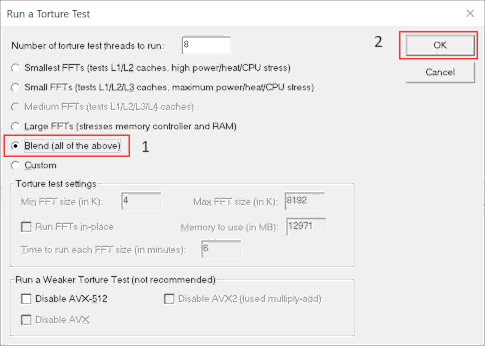 Run a Torture Test
Number of torture test threads to run: 8
2
OK
Smallest FFTs (tests L1/L2 caches, high power/heat/CPU stress)
Cancel
Small FFTs (tests L1/L2/L3 caches, maximum power/heat/CPU stress)
Medium FFTs (tests L1/L2/L3/L4 caches)
Large FFTs (stresses memory controller and RAM)
Blend (all of the above)
1
Custom
Torture test settings
Min FFT size (in K): 4 Max FFT size (in K): 8192
Run FFTs in-place Memory to use (in MB): 12971
Time to run each FFT size (in minutes): 6
Run a Weaker Torture Test (not recommended)
Disable AVX-512 Disable AVX2 (fused multiply-add)
Disable AVX